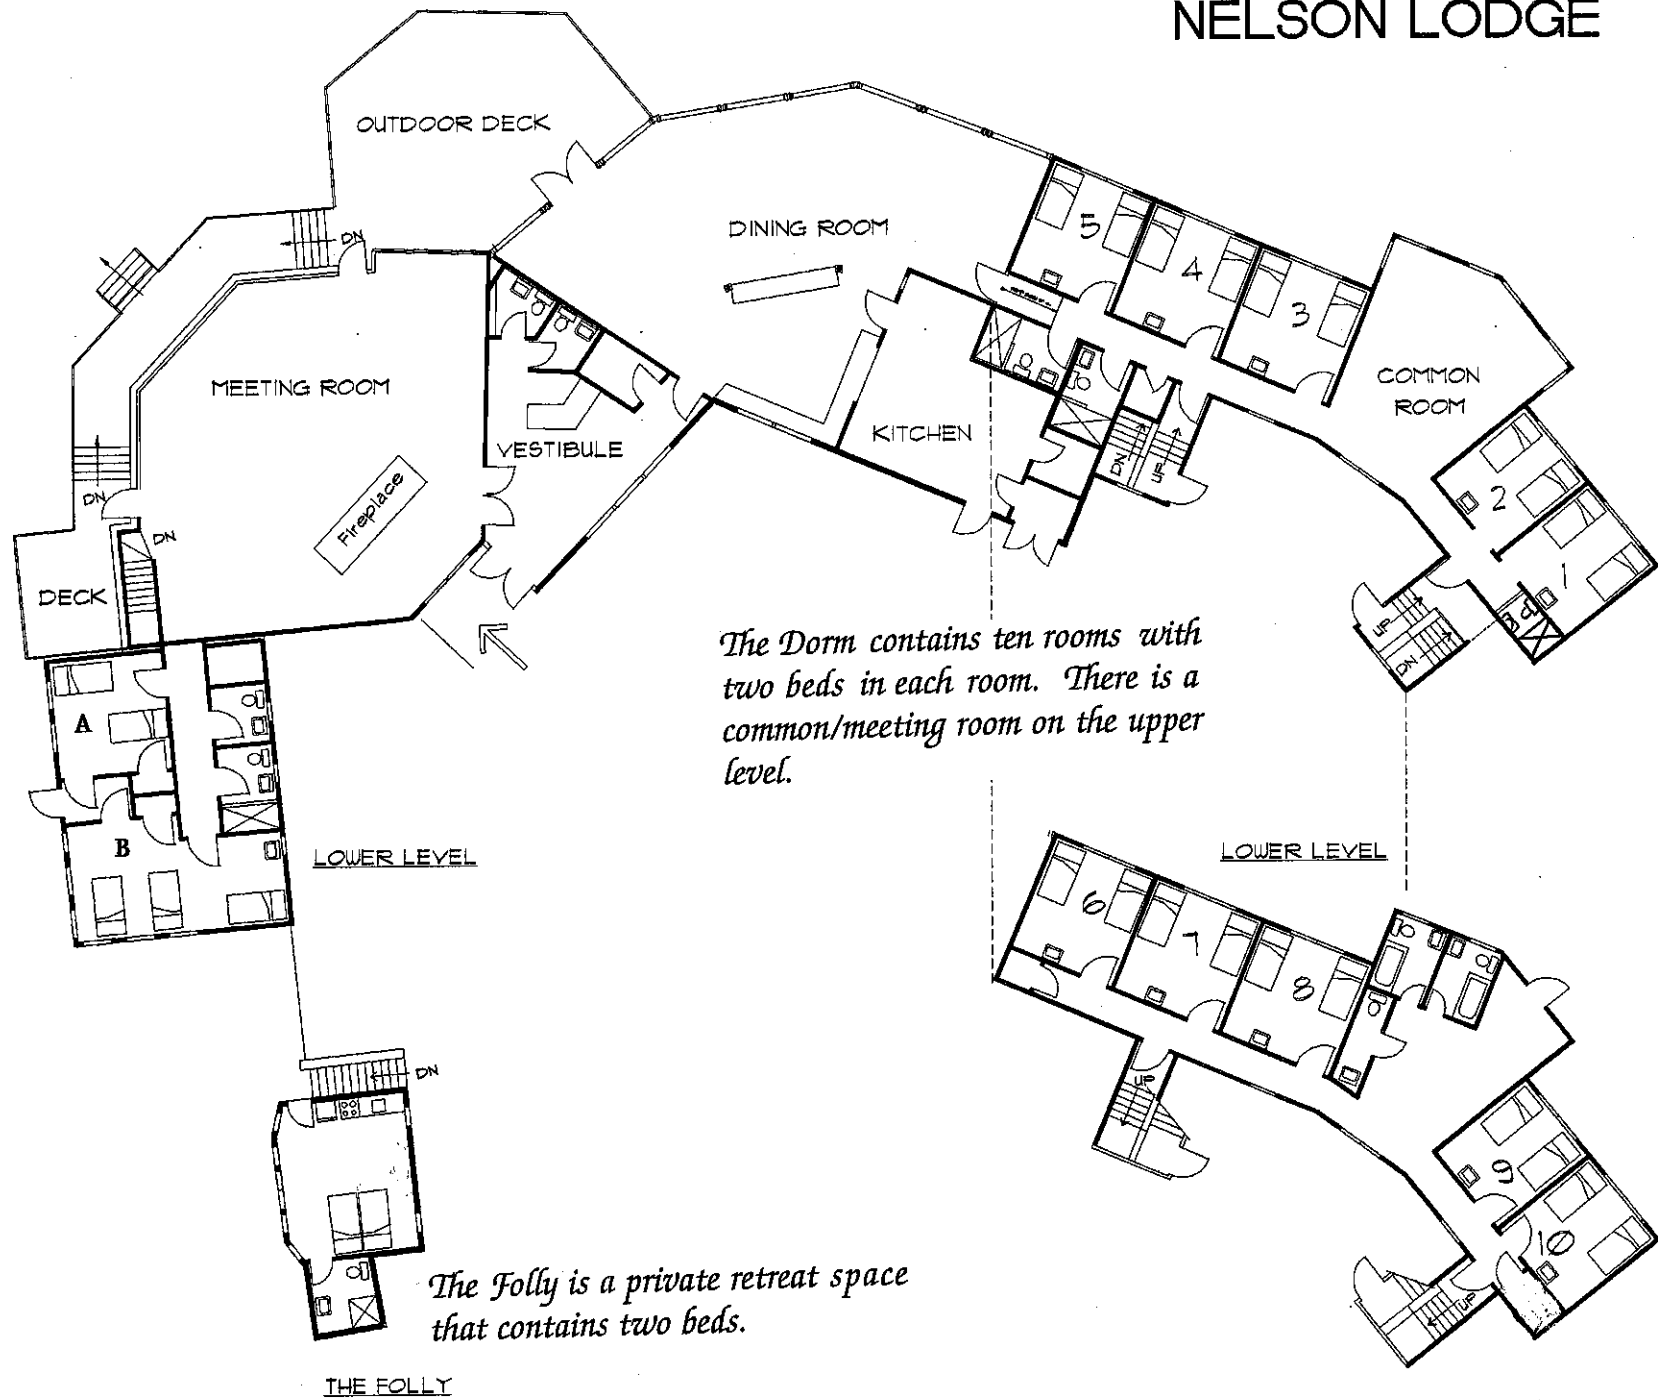 NELSON LODGE
OUTDOOR DECK
DN
DINING ROOM
5
4
3
MEETING ROOM
COMMON
ROOM
VESTIBULE
KITCHEN
Fireplace
DN
UP
2
1
DN
DN
DECK
UP
DN
The Dorm contains ten rooms with
two beds in each room. There is a
common/meeting room on the upper
level.
A
B
LOWER LEVEL
LOWER LEVEL
6
7
8
UP
9
10
UP
DN
The Folly is a private retreat space
that contains two beds.
THE FOLLY